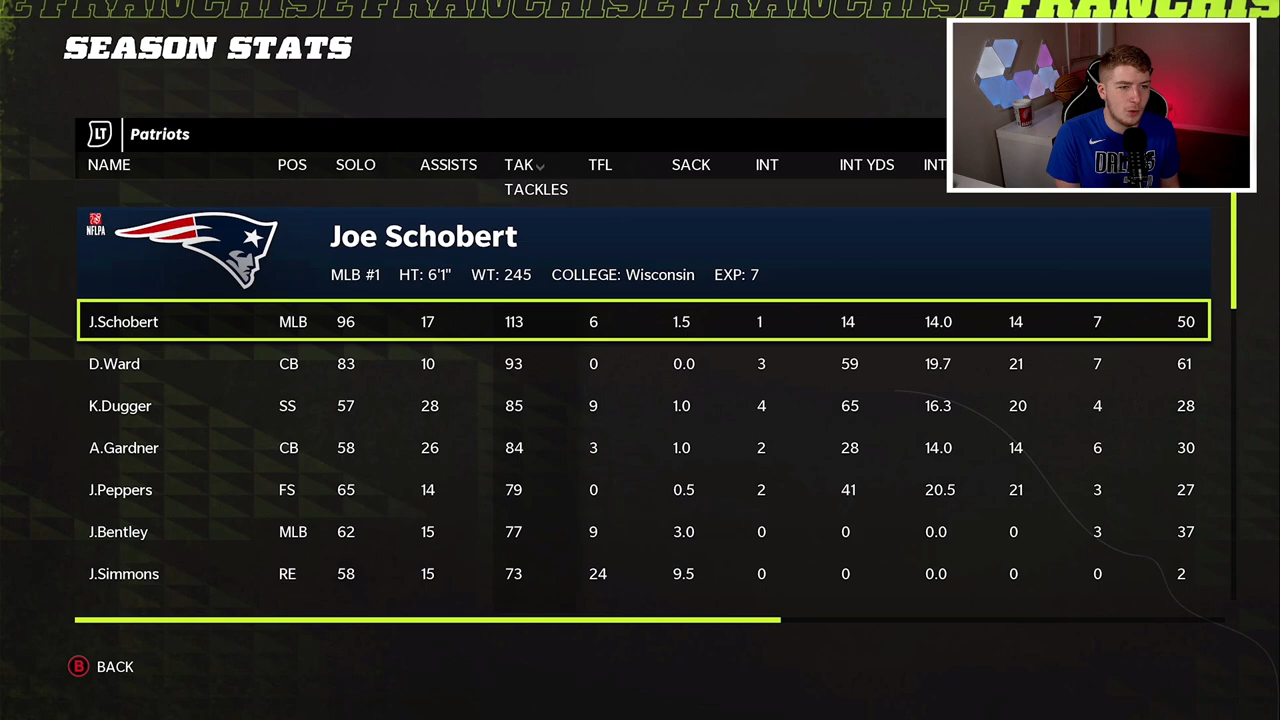 FRANCHISE FRANCHISE FRANCHISE FRANCHISE FRANCHIS
SEASON STATS
LT Patriots
NAME POS SOLO ASSISTS TAK TFL SACK INT INT YDS INT
TACKLES
NFLPA
Joe Schobert
MLB #1 HT: 6'1" WT: 245 COLLEGE: Wisconsin EXP: 7
J.Schobert MLB 96 17 113 6 1.5 1 14 14.0 14 7 50
D.Ward CB 83 10 93 0 0.0 3 59 19.7 21 7 61
K.Dugger SS 57 28 85 9 1.0 4 65 16.3 20 4 28
A.Gardner CB 58 26 84 3 1.0 2 28 14.0 14 6 30
J.Peppers FS 65 14 79 0 0.5 2 41 20.5 21 3 27
J.Bentley MLB 62 15 77 9 3.0 0 0 0.0 0 3 37
J.Simmons RE 58 15 73 24 9.5 0 0 0.0 0 0 2
B BACK